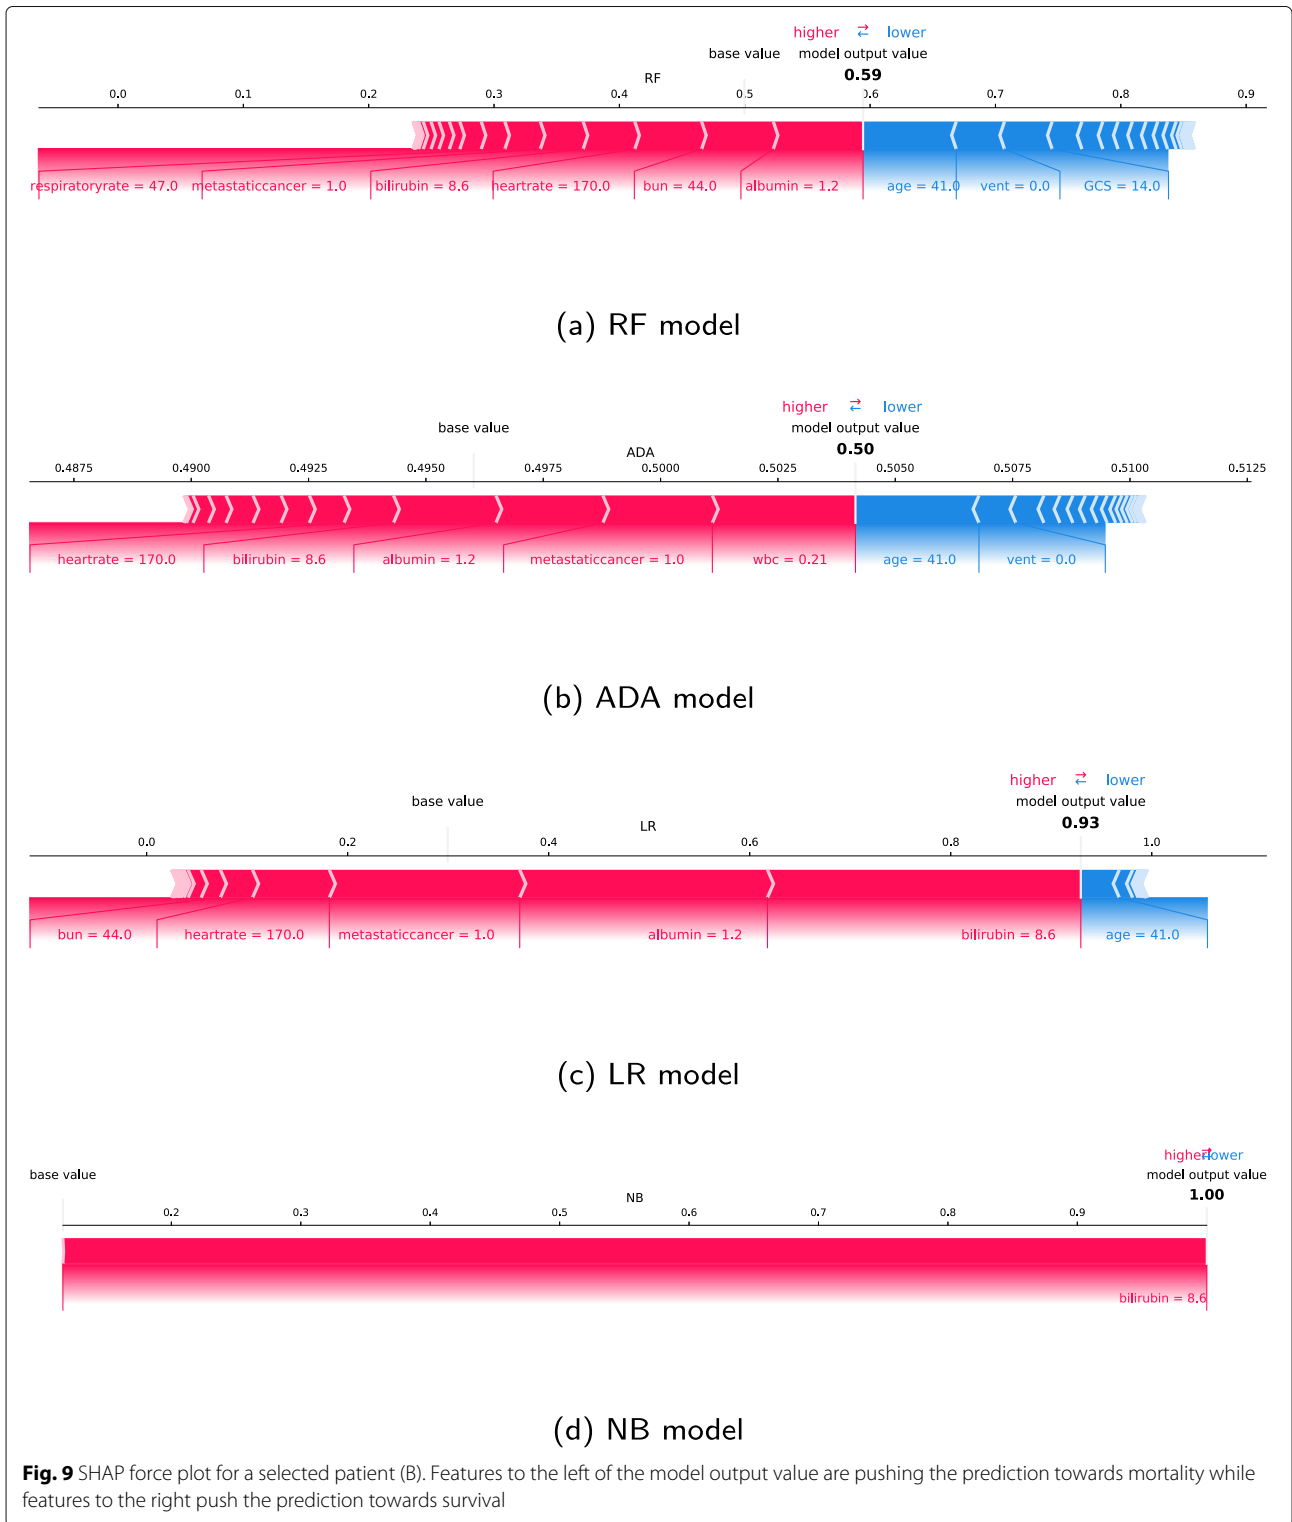 higher ⇄ lower
base value model output value
0.59
RF
0.0 0.1 0.2 0.3 0.4 0.5 0.6 0.7 0.8 0.9
respiratoryrate = 47.0 metastaticcancer = 1.0 bilirubin = 8.6 heartrate = 170.0 bun = 44.0 albumin = 1.2 age = 41.0 vent = 0.0 GCS = 14.0
(a) RF model
higher ⇄ lower
base value model output value
0.50
ADA
0.4875 0.4900 0.4925 0.4950 0.4975 0.5000 0.5025 0.5050 0.5075 0.5100 0.5125
heartrate = 170.0 bilirubin = 8.6 albumin = 1.2 metastaticcancer = 1.0 wbc = 0.21 age = 41.0 vent = 0.0
(b) ADA model
higher ⇄ lower
base value model output value
0.93
LR
0.0 0.2 0.4 0.6 0.8 1.0
bun = 44.0 heartrate = 170.0 metastaticcancer = 1.0 albumin = 1.2 bilirubin = 8.6 age = 41.0
(c) LR model
higher ⇄ lower
base value model output value
1.00
NB
0.2 0.3 0.4 0.5 0.6 0.7 0.8 0.9
bilirubin = 8.6
(d) NB model
Fig. 9 SHAP force plot for a selected patient (B). Features to the left of the model output value are pushing the prediction towards mortality while
features to the right push the prediction towards survival